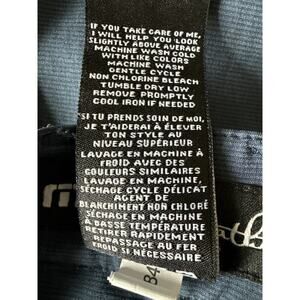 IF YOU TAKE CARE OF ME,
I WILL HELP YOU LOOK
SLIGHTLY ABOVE AVERAGE
MACHINE WASH COLD
WITH LIKE COLORS
MACHINE WASH
GENTLE CYCLE
NON CHLORINE BLEACH
TUMBLE DRY LOW
REMOVE PROMPTLY
COOL IRON IF NEEDED
"SI TU PRENDS SOIN DE MOI,
JE T'AIDERAI À ÉLEVER
TON STYLE AU
NIVEAU SUPÉRIEUR
LAVAGE EN MACHINE À
FROID AVEC DES
COULEURS SIMILAIRES
LAVAGE EN MACHINE,
SÉCHAGE CYCLE DÉLICAT
AGENT DE
BLANCHIMENT NON CHLORÉ
SÉCHAGE EN MACHINE
À BASSE TEMPÉRATURE
RETIRER RAPIDEMENT
REPASSAGE AU FER
FROID SI NÉCESSAIRE"
34